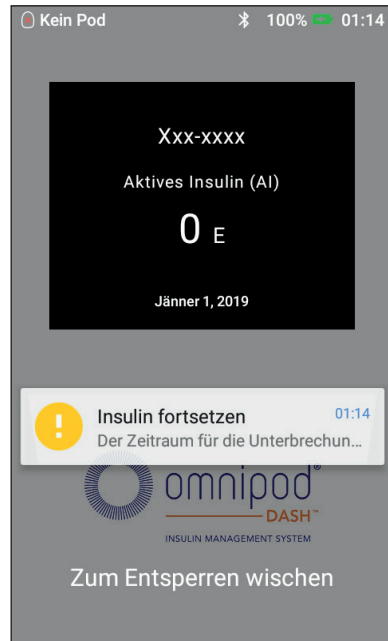 Kein Pod 100% 01:14
Xxx-xxxx
Aktives Insulin (AI)
0 E
Jänner 1, 2019
Insulin fortsetzen 01:14
Der Zeitraum für die Unterbrechun...
omnipod®
DASH™
INSULIN MANAGEMENT SYSTEM
Zum Entsperren wischen